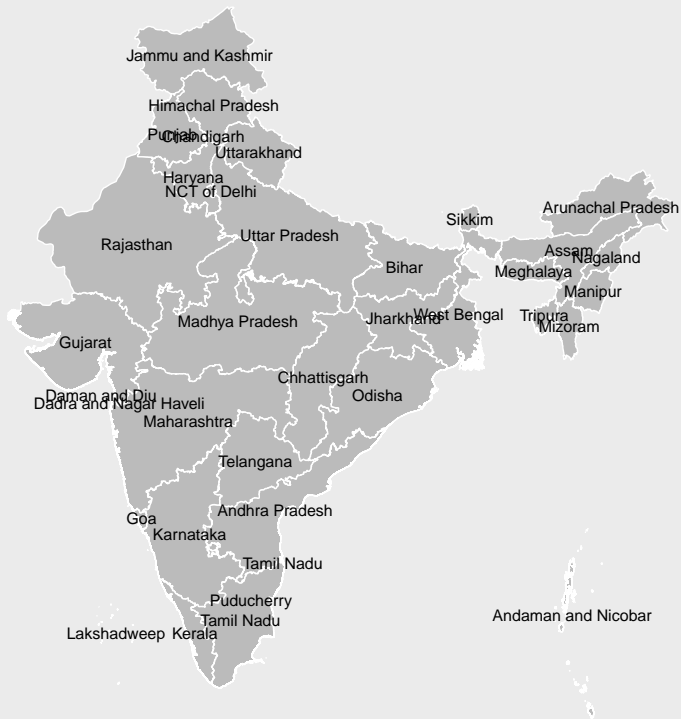 Jammu and Kashmir
Himachal Pradesh
Punjab
Chandigarh
Uttarakhand
Haryana
NCT of Delhi
Arunachal Pradesh
Sikkim
Uttar Pradesh
Rajasthan
Assam
Nagaland
Bihar
Meghalaya
Manipur
West Bengal
Tripura
Jharkhand
Madhya Pradesh
Mizoram
Gujarat
Chhattisgarh
Daman and Diu
Odisha
Dadra and Nagar Haveli
Maharashtra
Telangana
Andhra Pradesh
Goa
Karnataka
Tamil Nadu
Puducherry
Andaman and Nicobar
Tamil Nadu
Lakshadweep
Kerala